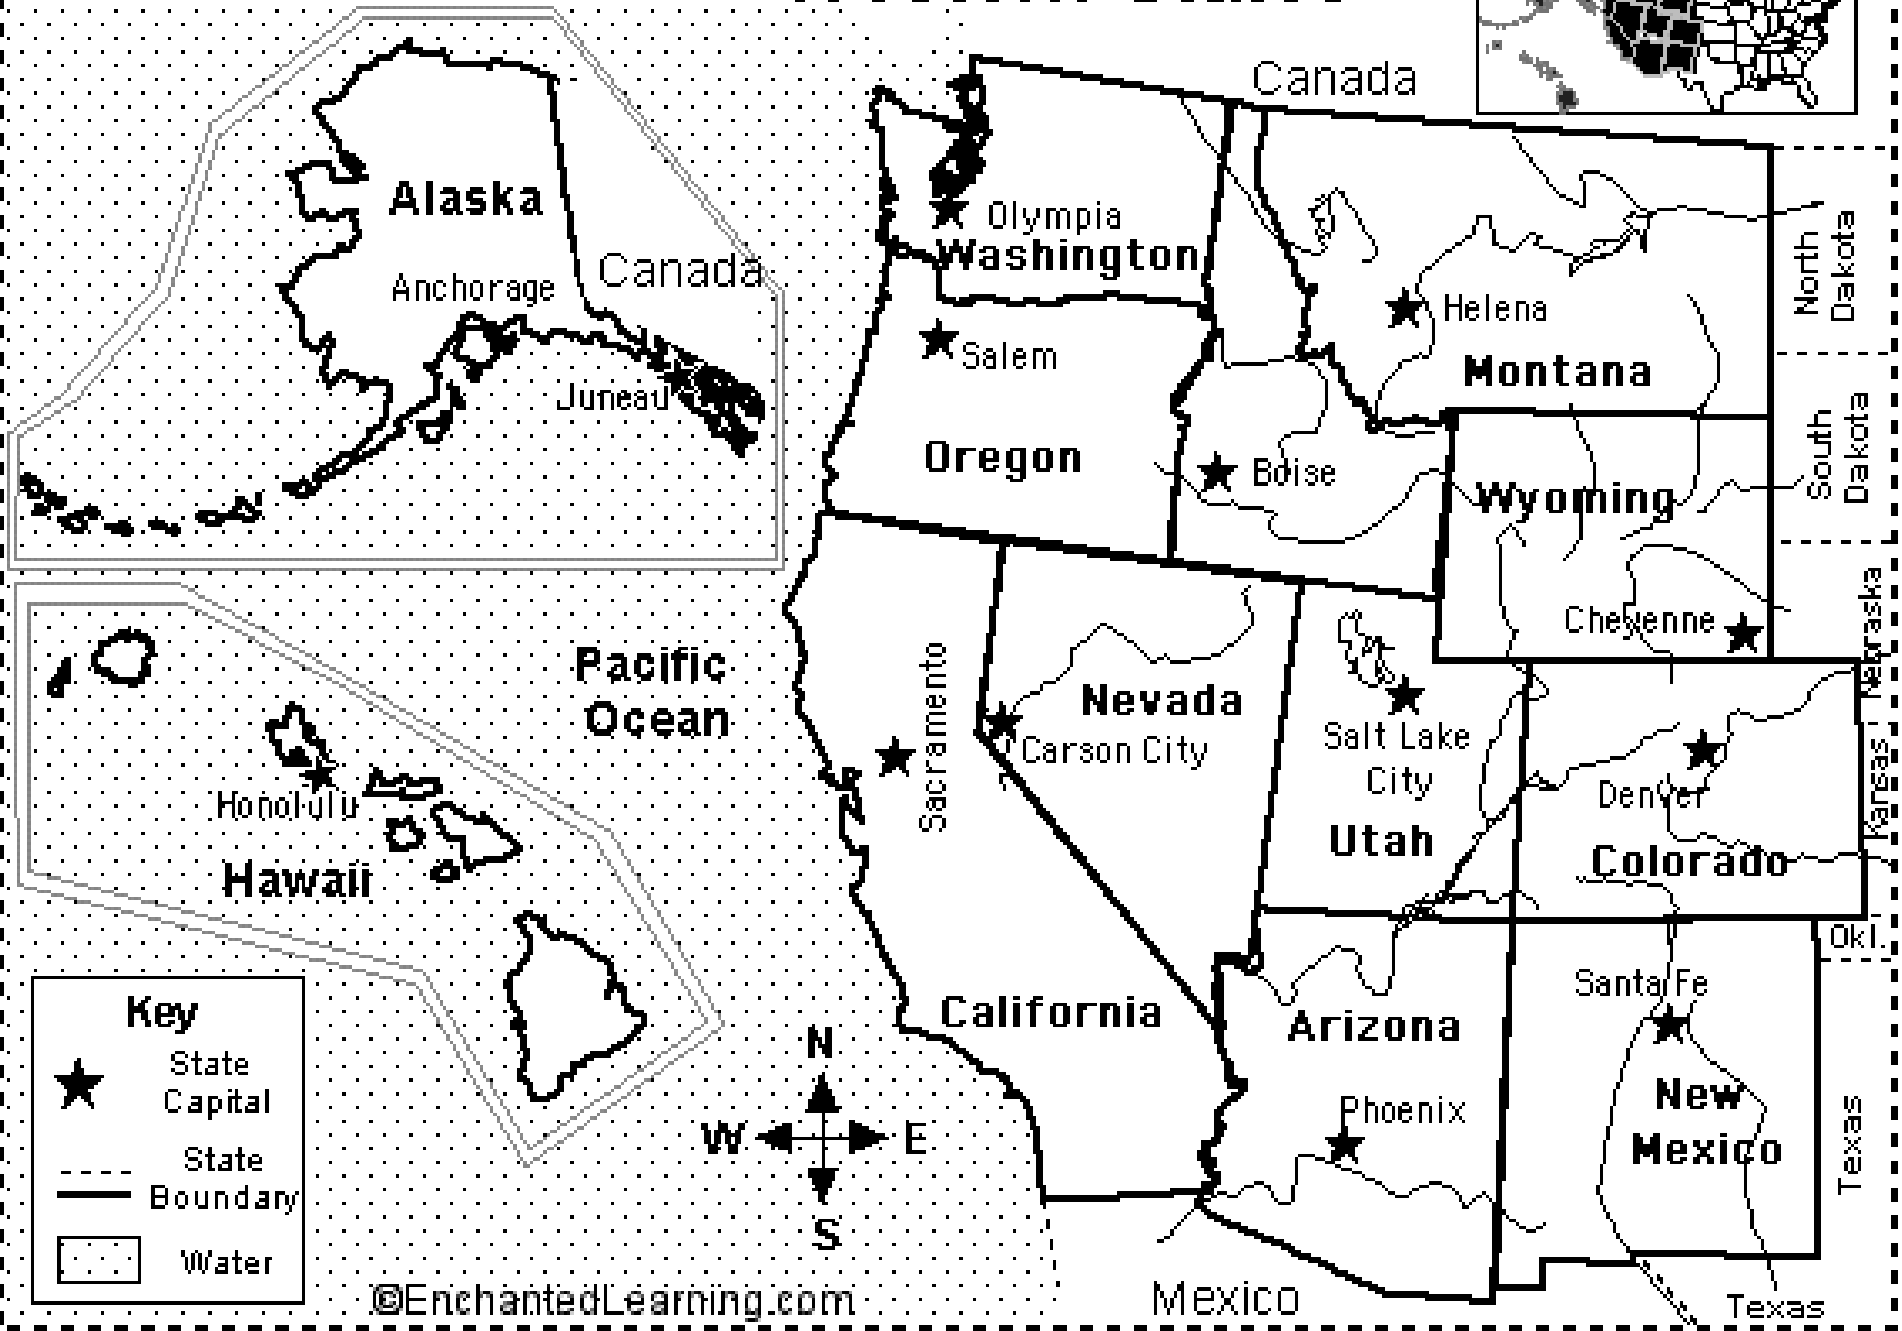 Canada
Alaska
Anchorage
Canada
Juneau
Olympia
Washington
Helena
Montana
North
Dakota
Salem
Oregon
Boise
Wyoming
South
Dakota
Cheyenne
Nebraska
Pacific
Ocean
Sacramento
Nevada
Carson City
Salt Lake
City
Utah
Denver
Colorado
Kansas
Honolulu
Hawaii
Okl.
Santa Fe
California
Arizona
Phoenix
New
Mexico
Texas
Key
State
Capital
State
Boundary
Water
N
W
E
S
©EnchantedLearning.com
Mexico
Texas